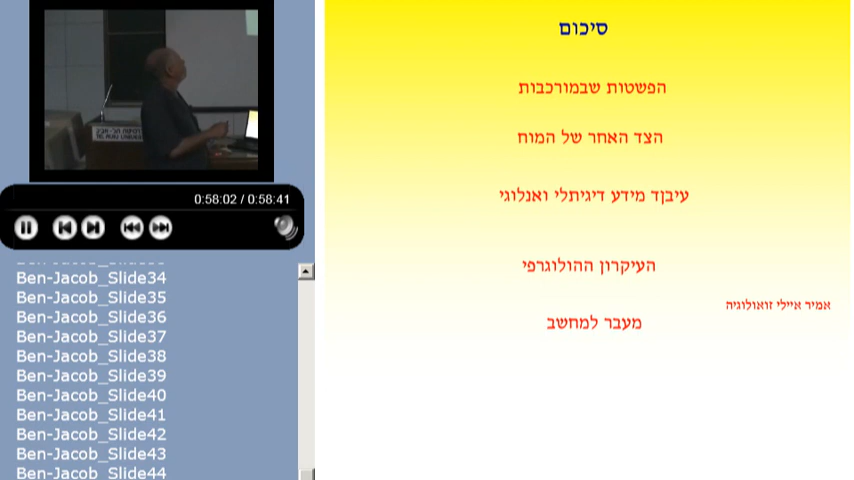 0:58:02 / 0:58:41
Ben-Jacob_Slide34
Ben-Jacob_Slide35
Ben-Jacob_Slide36
Ben-Jacob_Slide37
Ben-Jacob_Slide38
Ben-Jacob_Slide39
Ben-Jacob_Slide40
Ben-Jacob_Slide41
Ben-Jacob_Slide42
Ben-Jacob_Slide43
Ben-Jacob_Slide44
סיכום
הפשטות שבמורכבות
הצד האחר של המוח
עיבןד מידע דיגיתלי ואנלוגי
העיקרון ההולוגרפי
אמיר איילי זואולוגיה
מעבר למחשב